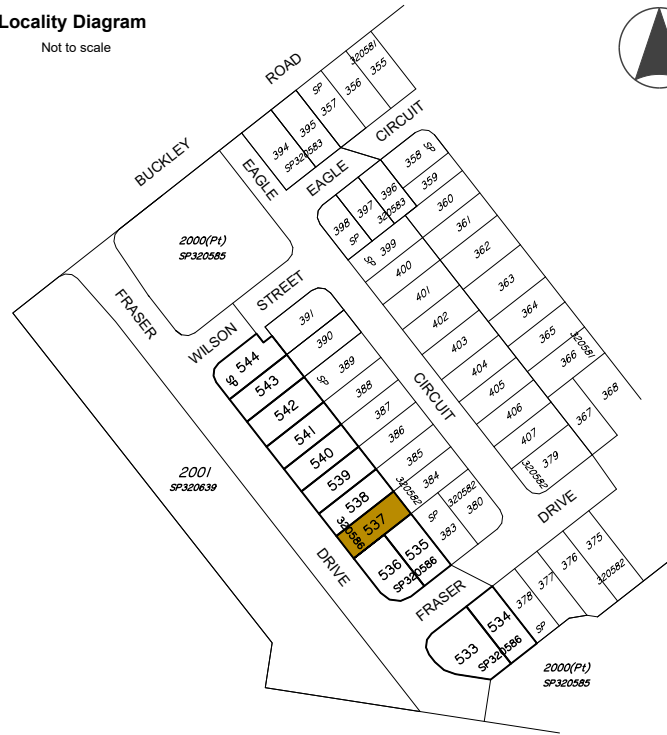 Locality Diagram
Not to scale
BUCKLEY ROAD
394
395
SP320583
SP
357
356
320581
355
EAGLE
EAGLE CIRCUIT
2000(Pt)
SP320585
398
397
396
SP
320583
358
SP
359
360
361
362
363
364
365
366
320581
367
368
SP
399
400
401
402
403
404
405
406
407
320582
379
FRASER
WILSON STREET
391
390
389
SP
388
387
386
385
384
320582
SP
383
320582
380
CIRCUIT
SP
544
543
542
541
540
539
538
320586
537
536
535
SP320586
2001
SP320639
DRIVE
FRASER DRIVE
533
534
SP320586
378
377
376
375
SP
320582
2000(Pt)
SP320585